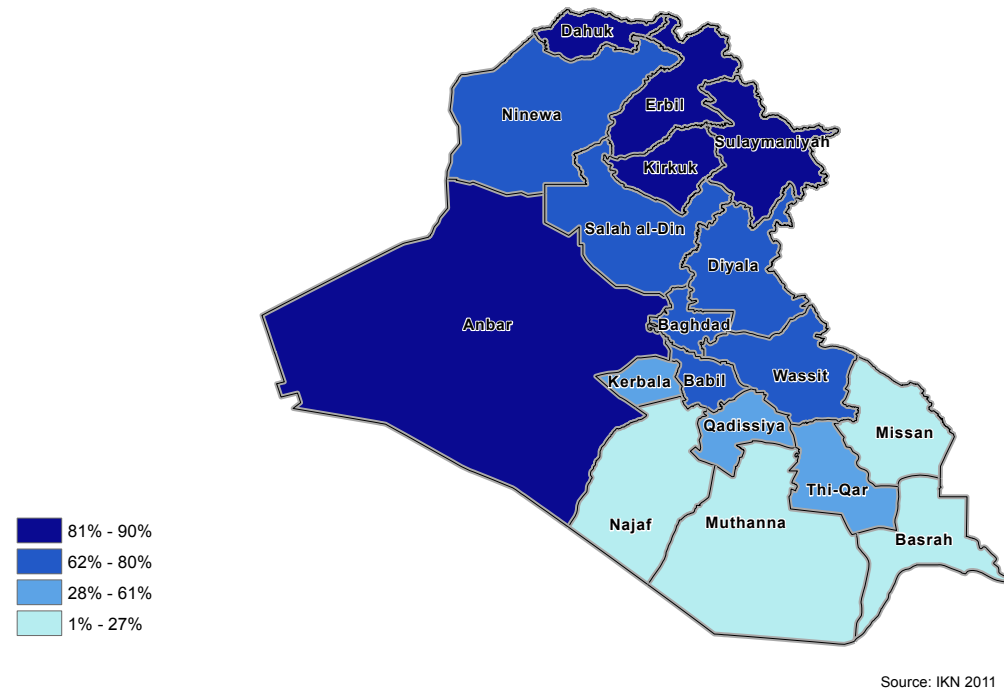 Dahuk
Erbil
Ninewa
Sulaymaniyah
Kirkuk
Salah al-Din
Diyala
Anbar
Baghdad
Kerbala
Babil
Wassit
Qadissiya
Missan
Thi-Qar
Najaf
Muthanna
Basrah
81% - 90%
62% - 80%
28% - 61%
1% - 27%
Source: IKN 2011